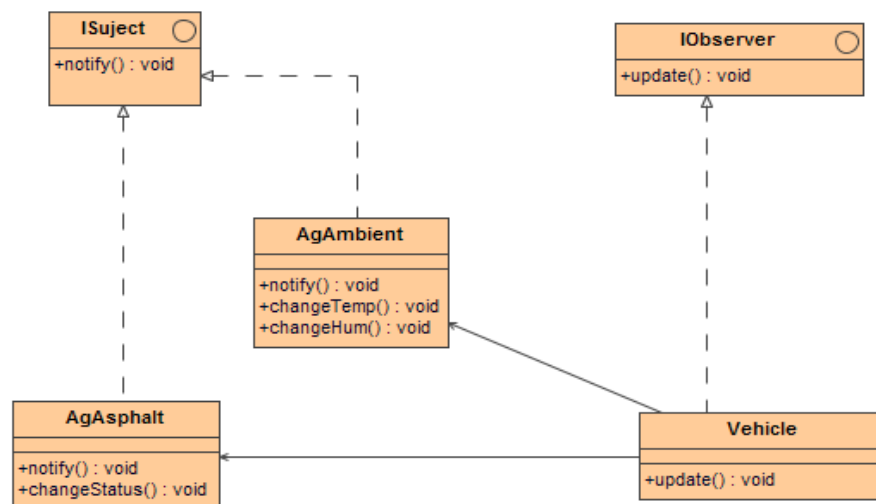 ISuject
+notify() : void
IObserver
+update() : void
AgAmbient
+notify() : void
+changeTemp() : void
+changeHum() : void
AgAsphalt
+notify() : void
+changeStatus() : void
Vehicle
+update() : void